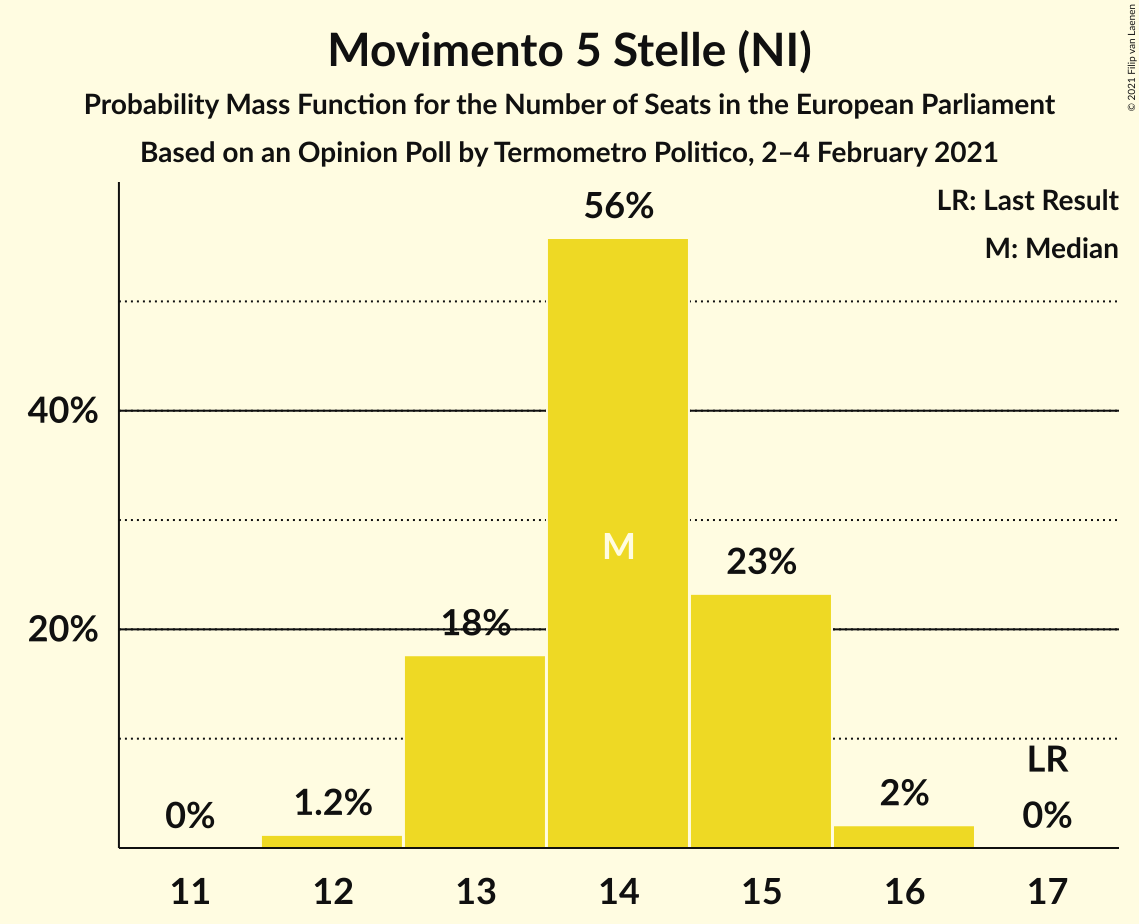 Movimento 5 Stelle (NI)
Probability Mass Function for the Number of Seats in the European Parliament
Based on an Opinion Poll by Termometro Politico, 2–4 February 2021
© 2021 Filip van Laenen
LR: Last Result
M: Median
56%
40%
M
23%
18%
20%
LR
2%
1.2%
0%
0%
11 12 13 14 15 16 17